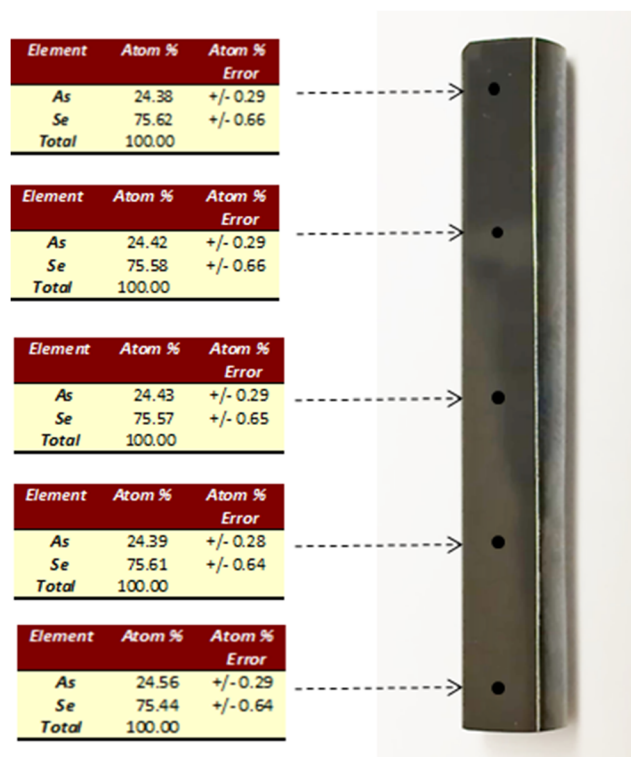 Element Atom % Atom %
Error
As 24.38 +/- 0.29
Se 75.62 +/- 0.66
Total 100.00
Element Atom % Atom %
Error
As 24.42 +/- 0.29
Se 75.58 +/- 0.66
Total 100.00
Element Atom % Atom %
Error
As 24.43 +/- 0.29
Se 75.57 +/- 0.65
Total 100.00
Element Atom % Atom %
Error
As 24.39 +/- 0.28
Se 75.61 +/- 0.64
Total 100.00
Element Atom % Atom %
Error
As 24.56 +/- 0.29
Se 75.44 +/- 0.64
Total 100.00